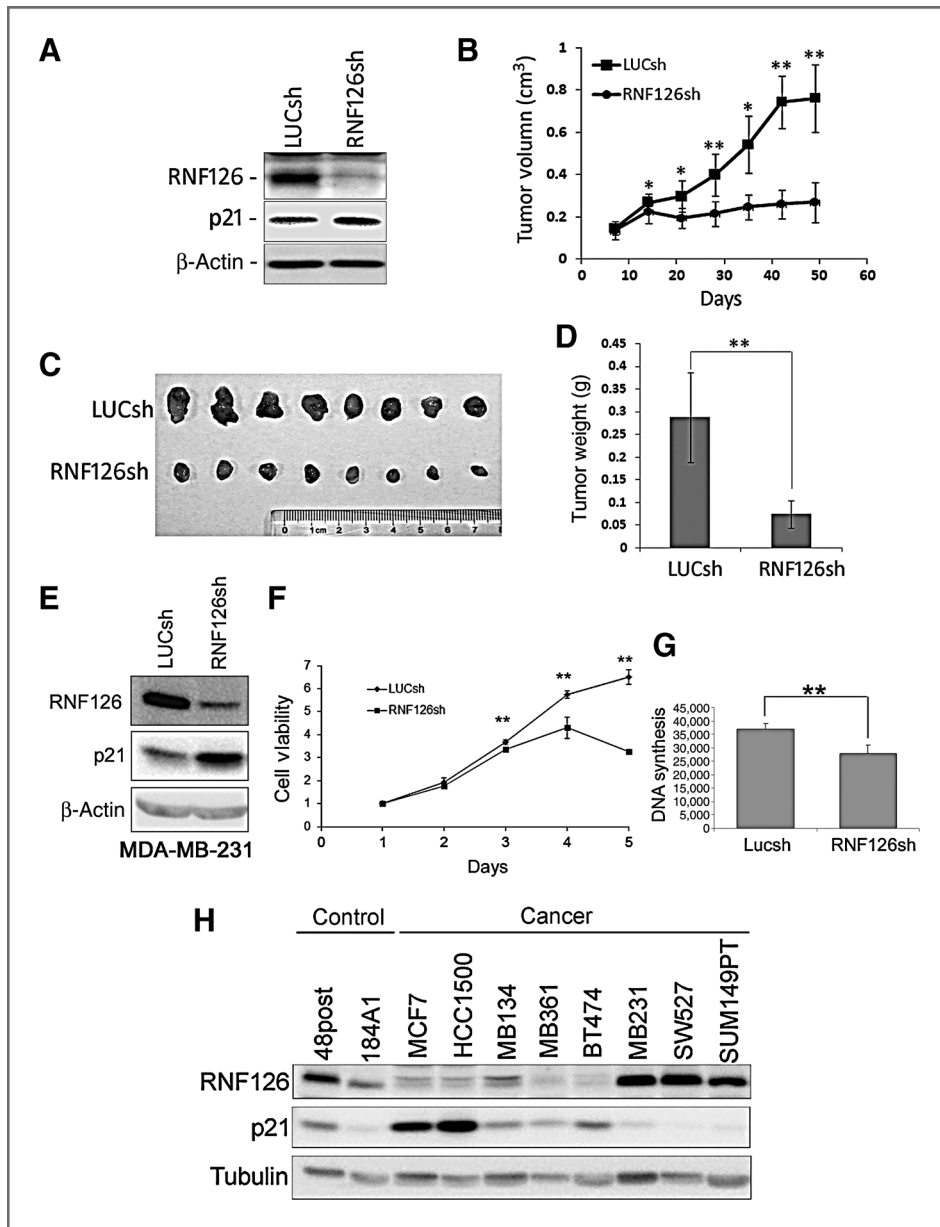 A
LUCsh
RNF126sh
RNF126 -
p21 -
β-Actin -
B
Tumor volumn (cm³)
1
0.8
0.6
0.4
0.2
0
LUCsh
RNF126sh
*
*
**
*
**
**
0 10 20 30 40 50 60
Days
C
LUCsh
RNF126sh
0 1cm 2 3 4 5 6 7 8
D
Tumor weight (g)
0.45
0.4
0.35
0.3
0.25
0.2
0.15
0.1
0.05
0
**
LUCsh RNF126sh
E
LUCsh
RNF126sh
RNF126
p21
β-Actin
MDA-MB-231
F
Cell vlability
7
6
5
4
3
2
1
0
LUCsh
RNF126sh
**
**
**
0 1 2 3 4 5
Days
G
DNA synthesis
45,000
40,000
35,000
30,000
25,000
20,000
15,000
10,000
5,000
0
**
Lucsh RNF126sh
H
Control Cancer
48post
184A1
MCF7
HCC1500
MB134
MB361
BT474
MB231
SW527
SUM149PT
RNF126
p21
Tubulin